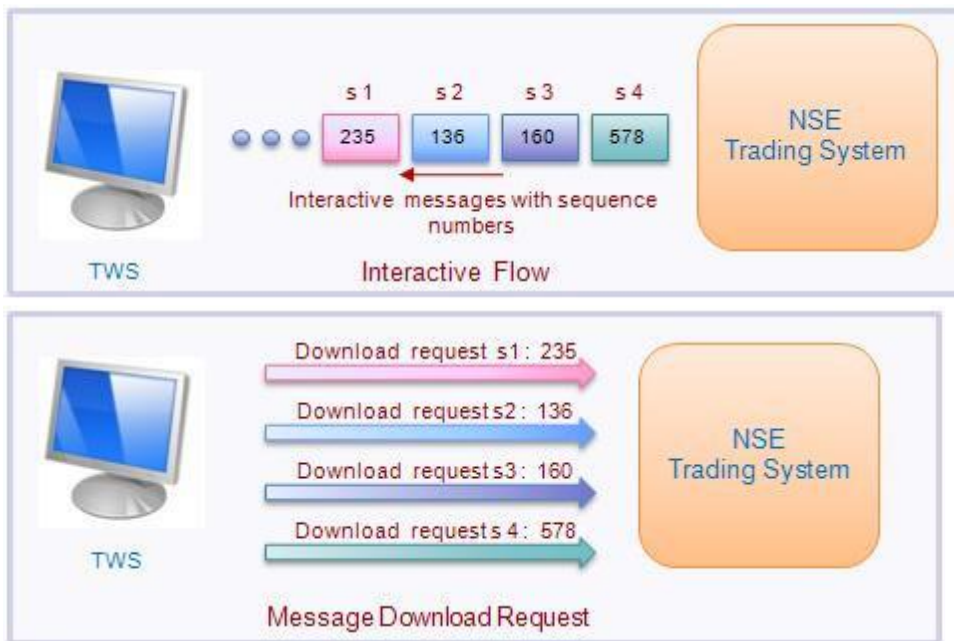 s 1 s 2 s 3 s 4
235 136 160 578
NSE
Trading System
Interactive messages with sequence
numbers
TWS
Interactive Flow
Download request s1: 235
Download request s2: 136
Download request s3: 160
Download request s 4: 578
NSE
Trading System
TWS
Message Download Request